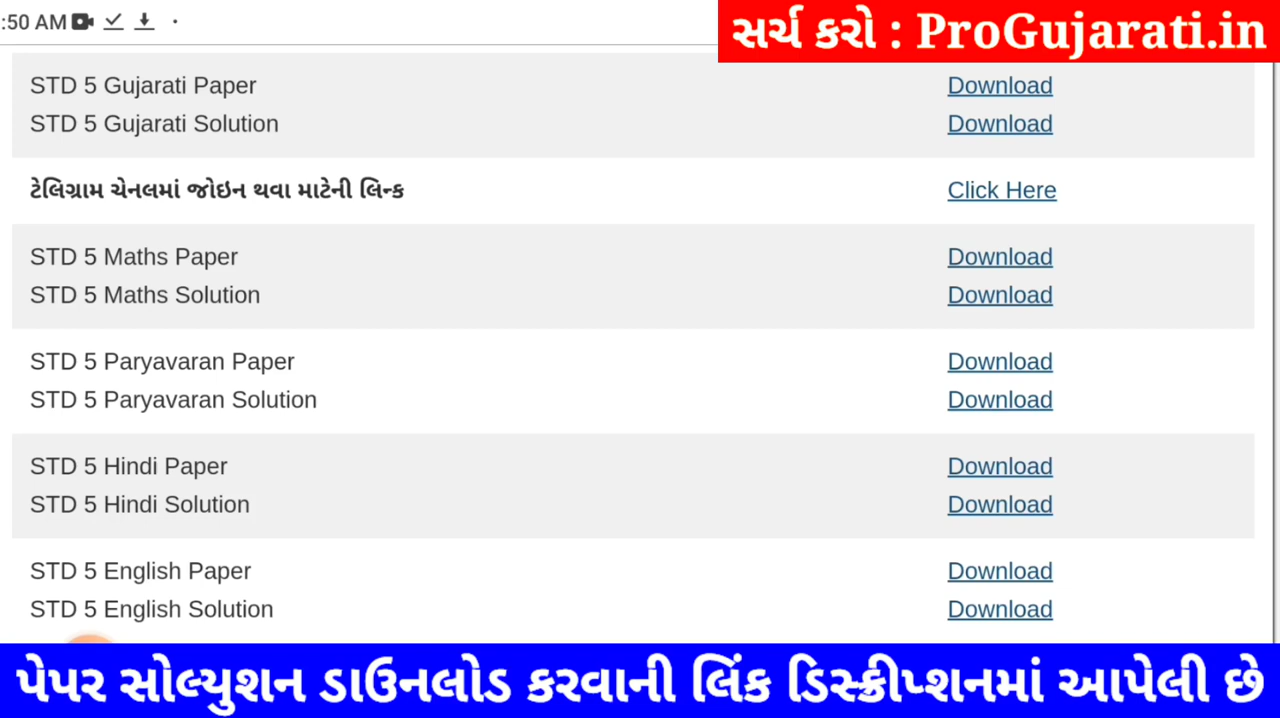 :50 AM
સર્ચ કરો : ProGujarati.in
STD 5 Gujarati Paper Download
STD 5 Gujarati Solution Download
ટેલિગ્રામ ચેનલમાં જોઇન થવા માટેની લિન્ક Click Here
STD 5 Maths Paper Download
STD 5 Maths Solution Download
STD 5 Paryavaran Paper Download
STD 5 Paryavaran Solution Download
STD 5 Hindi Paper Download
STD 5 Hindi Solution Download
STD 5 English Paper Download
STD 5 English Solution Download
પેપર સોલ્યુશન ડાઉનલોડ કરવાની લિંક ડિસ્ક્રીપ્શનમાં આપેલી છે